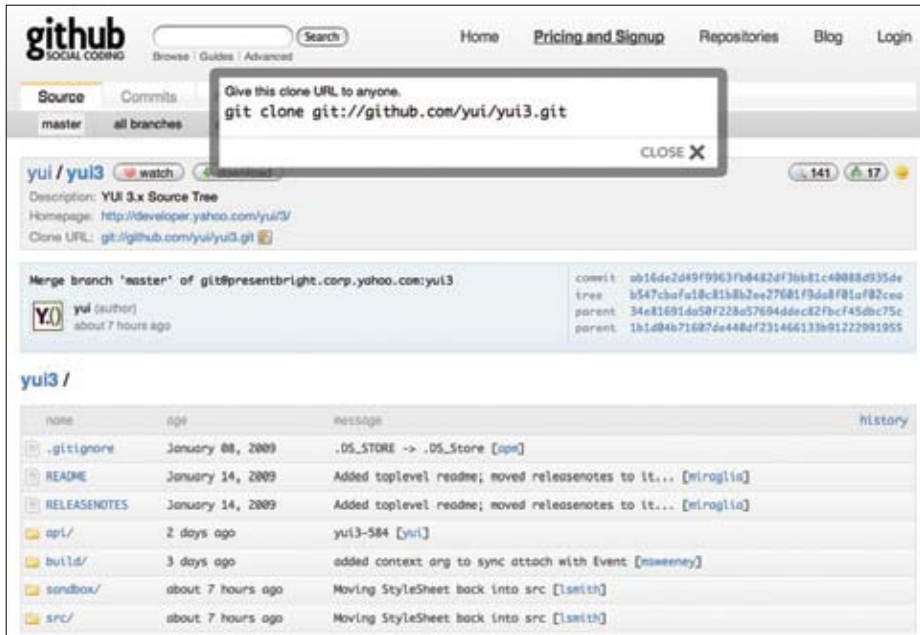 github
SOCIAL CODING
Search
Browse | Guides | Advanced
Home Pricing and Signup Repositories Blog Login
Source Commits
master all branches
Give this clone URL to anyone.
git clone git://github.com/yui/yui3.git
CLOSE X
yui / yui3 watch download 141 17
Description: YUI 3.x Source Tree
Homepage: http://developer.yahoo.com/yui/3/
Clone URL: git://github.com/yui/yui3.git
Merge branch 'master' of git@presentbright.corp.yahoo.com:yui3
Y.()
yui (author)
about 7 hours ago
commit
tree
parent
parent
yui3 /
name age message history
.gitignore January 08, 2009 .DS_STORE -> .DS_Store [apm]
README January 14, 2009 Added toplevel readme; moved releasenotes to it... [miroglia]
RELEASENOTES January 14, 2009 Added toplevel readme; moved releasenotes to it... [miroglia]
api/ 2 days ago yui3-584 [yui]
build/ 3 days ago added context arg to sync attach with Event [msweeney]
sandbox/ about 7 hours ago Moving StyleSheet back into src [lsmith]
src/ about 7 hours ago Moving StyleSheet back into src [lsmith]